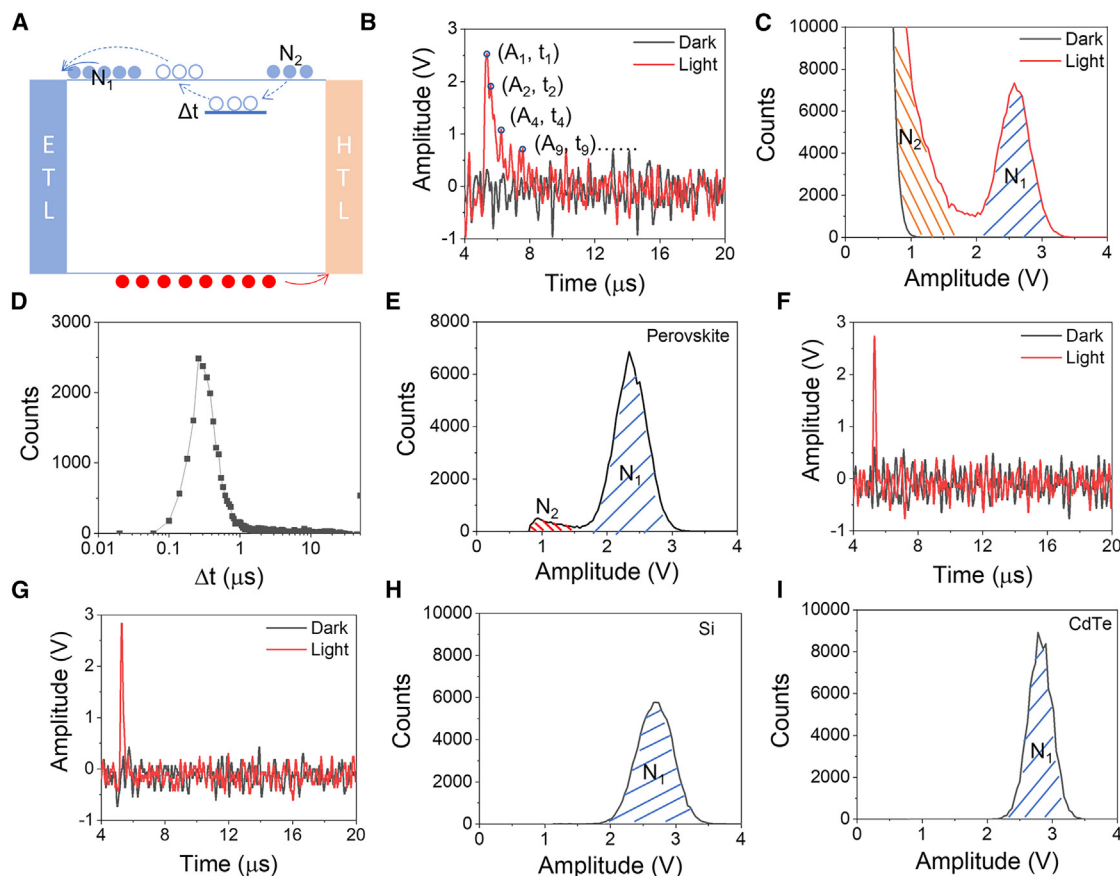 A
N₁
N₂
Δt
E
T
L
H
T
L
B
Amplitude (V)
3
2
1
0
-1
4 8 12 16 20
Time (μs)
Dark
Light
(A₁, t₁)
(A₂, t₂)
(A₄, t₄)
(A₉, t₉)......
C
Counts
10000
8000
6000
4000
2000
0
0 1 2 3 4
Amplitude (V)
Dark
Light
N₂
N₁
D
Counts
3000
1500
0
0.01 0.1 1 10
Δt (μs)
E
Counts
8000
6000
4000
2000
0
0 1 2 3 4
Amplitude (V)
Perovskite
N₂
N₁
F
Amplitude (V)
3
2
1
0
-1
4 8 12 16 20
Time (μs)
Dark
Light
G
Amplitude (V)
3
2
1
0
-1
4 8 12 16 20
Time (μs)
Dark
Light
H
Counts
10000
8000
6000
4000
2000
0
0 1 2 3 4
Amplitude (V)
Si
N₁
I
Counts
10000
8000
6000
4000
2000
0
0 1 2 3 4
Amplitude (V)
CdTe
N₁